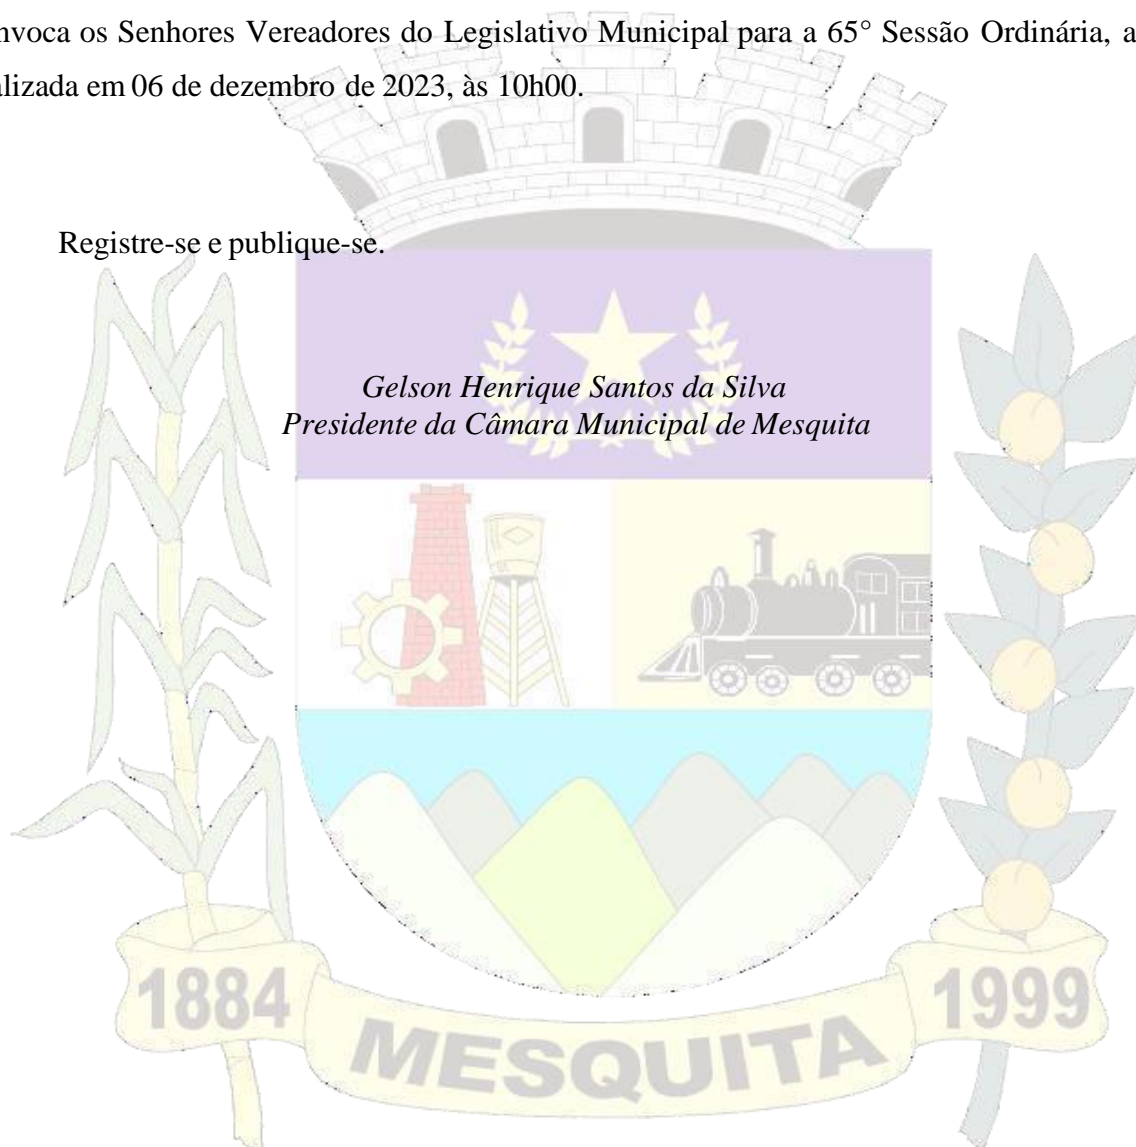 nvoca os Senhores Vereadores do Legislativo Municipal para a 65° Sessão Ordinária, a
alizada em 06 de dezembro de 2023, às 10h00.
Registre-se e publique-se.
Gelson Henrique Santos da Silva
Presidente da Câmara Municipal de Mesquita
1884
1999
MESQUITA